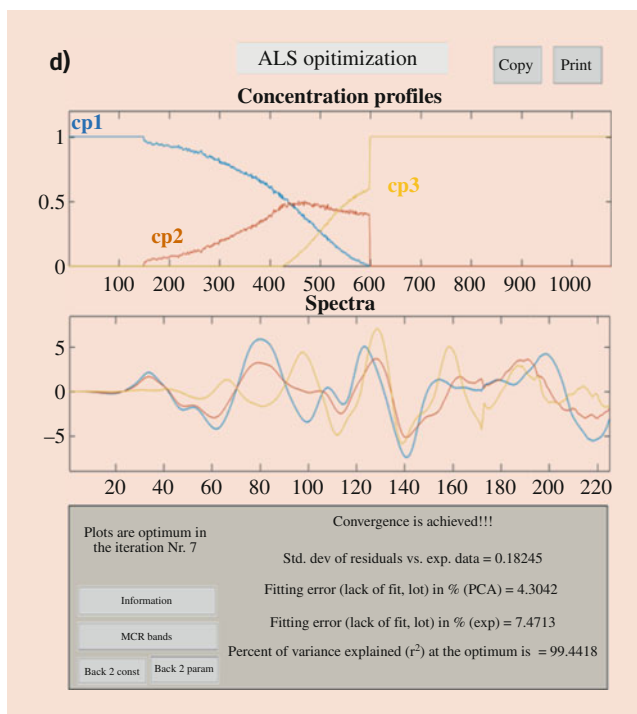 d)
ALS opitimization
Copy
Print
Concentration profiles
cp1
cp2
cp3
1
0.5
0
100 200 300 400 500 600 700 800 900 1000
Spectra
5
0
−5
20 40 60 80 100 120 140 160 180 200 220
Plots are optimum in
the iteration Nr. 7
Information
MCR bands
Back 2 const
Back 2 param
Convergence is achieved!!!
Std. dev of residuals vs. exp. data = 0.18245
Fitting error (lack of fit, lot) in % (PCA) = 4.3042
Fitting error (lack of fit, lot) in % (exp) = 7.4713
Percent of variance explained (r²) at the optimum is = 99.4418